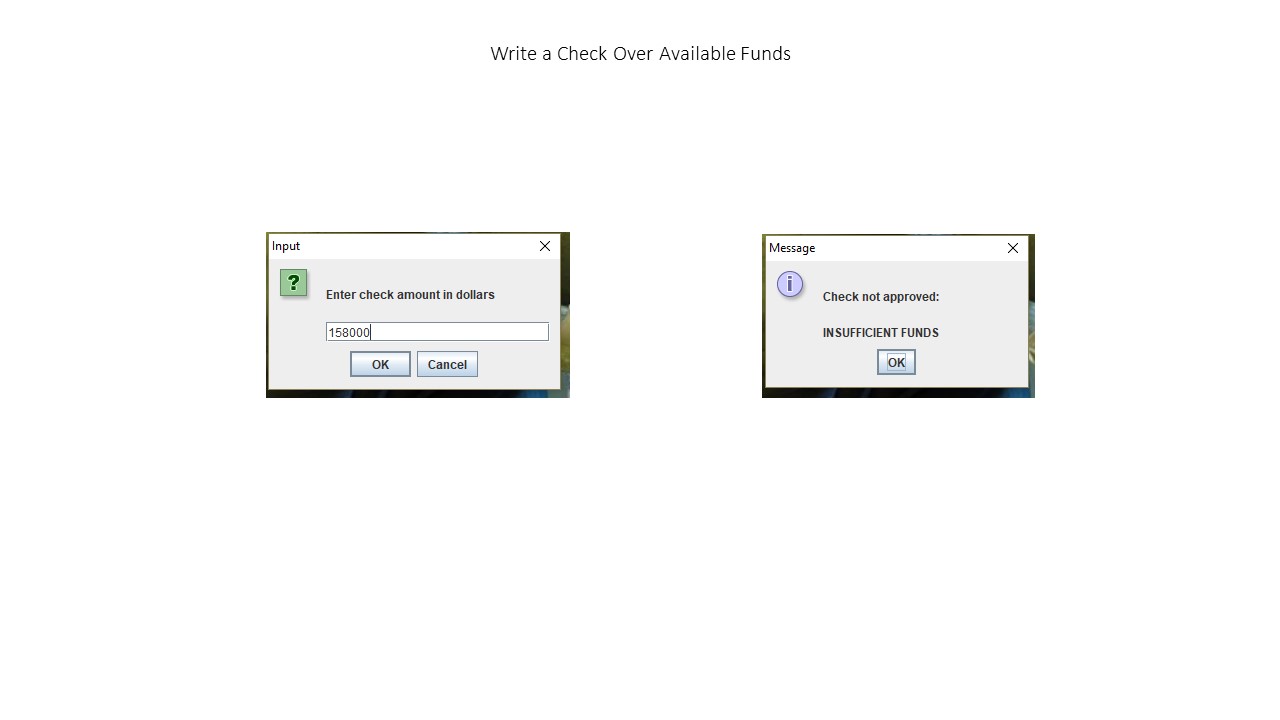 Write a Check Over Available Funds
Input
?
Enter check amount in dollars
158000
OK Cancel
Message
i
Check not approved:
INSUFFICIENT FUNDS
OK